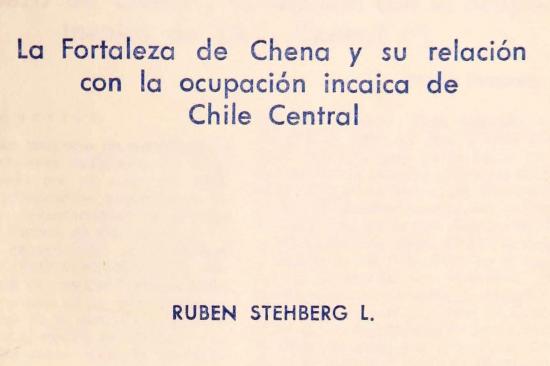 La Fortaleza de Chena y su relación
con la ocupación incaica de
Chile Central
RUBEN STEHBERG L.